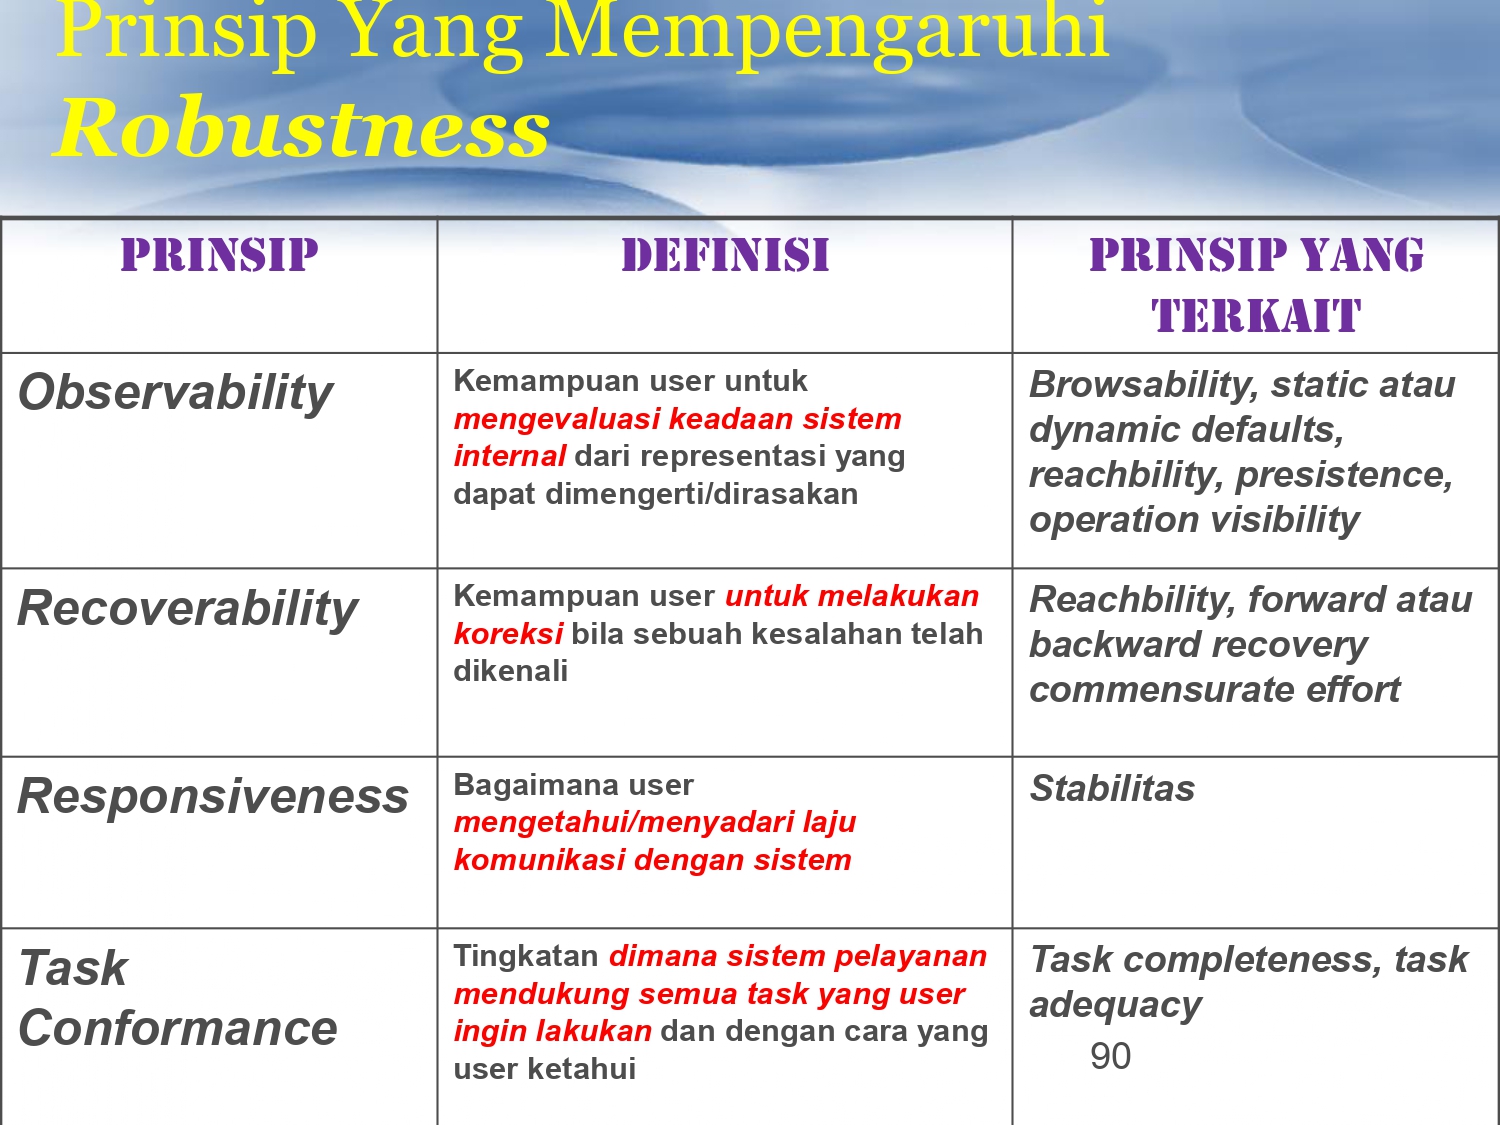 Prinsip Yang Mempengaruhi
Robustness
PRINSIP
DEFINISI
PRINSIP YANG
TERKAIT
Observability
Kemampuan user untuk
mengevaluasi keadaan sistem
internal dari representasi yang
dapat dimengerti/dirasakan
Browsability, static atau
dynamic defaults,
reachbility, presistence,
operation visibility
Recoverability
Kemampuan user untuk melakukan
koreksi bila sebuah kesalahan telah
dikenali
Reachbility, forward atau
backward recovery
commensurate effort
Responsiveness
Bagaimana user
mengetahui/menyadari laju
komunikasi dengan sistem
Stabilitas
Task
Conformance
Tingkatan dimana sistem pelayanan
mendukung semua task yang user
ingin lakukan dan dengan cara yang
user ketahui
Task completeness, task
adequacy
90